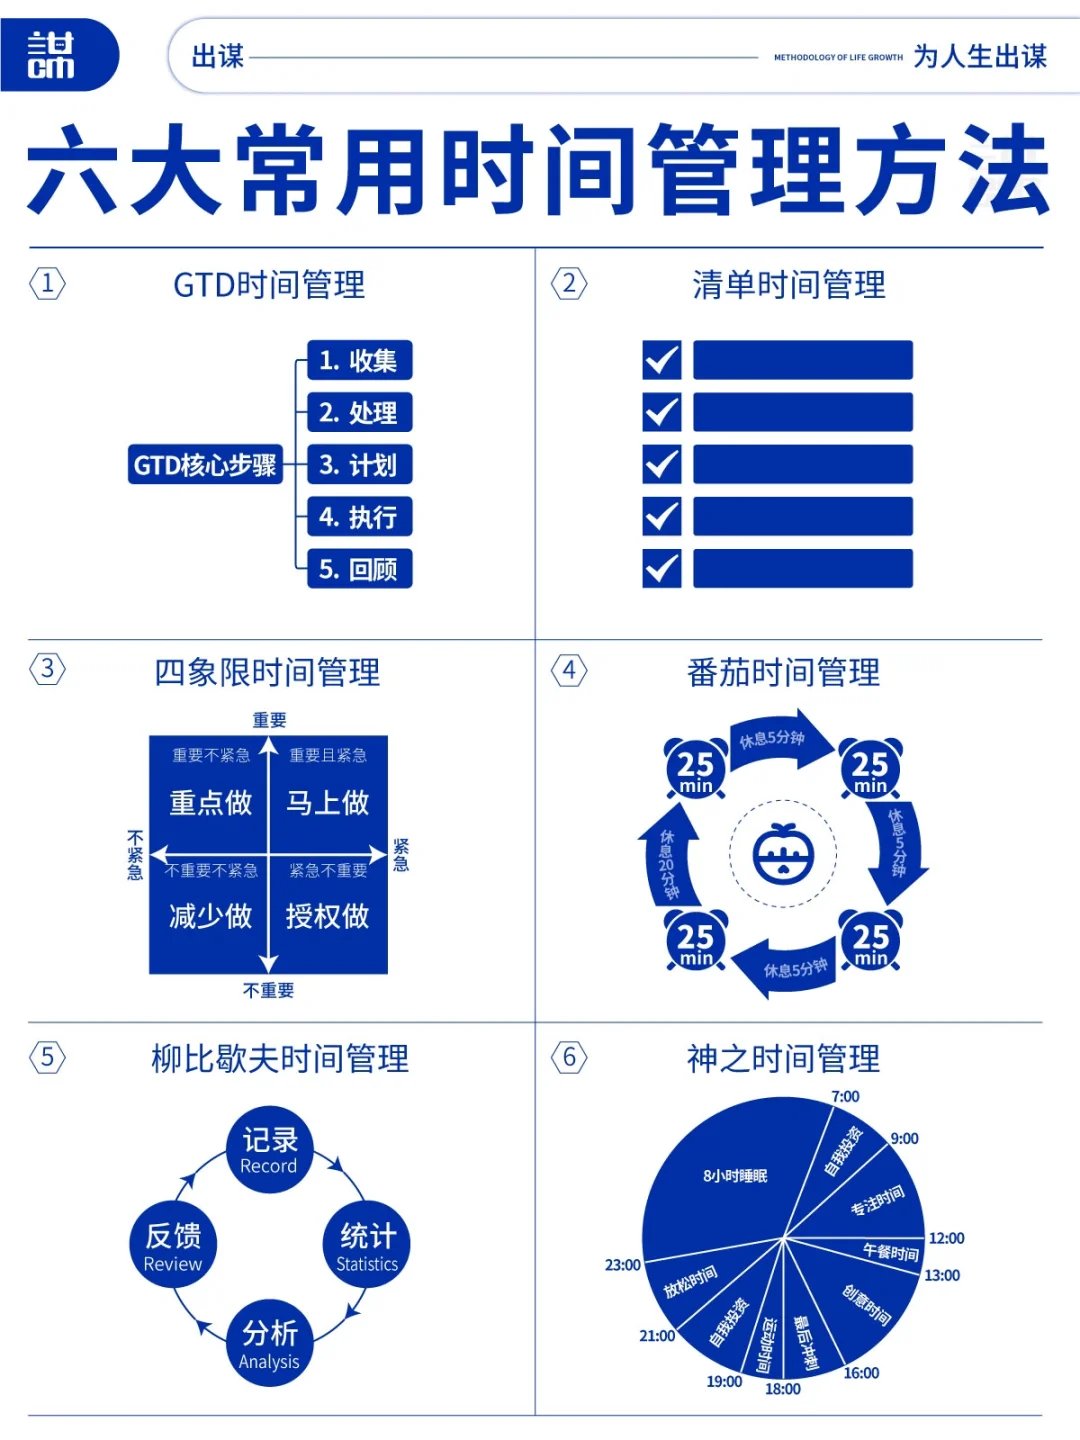 謀
cm
出谋
METHODOLOGY OF LIFE GROWTH
为人生出谋
六大常用时间管理方法
1
GTD时间管理
GTD核心步骤
1. 收集
2. 处理
3. 计划
4. 执行
5. 回顾
2
清单时间管理
3
四象限时间管理
重要
重要不紧急
重要且紧急
重点做
马上做
不紧急
紧急
不重要不紧急
紧急不重要
减少做
授权做
不重要
4
番茄时间管理
25
min
休息5分钟
25
min
休息5分钟
25
min
休息5分钟
25
min
休息20分钟
5
柳比歇夫时间管理
记录
Record
统计
Statistics
分析
Analysis
反馈
Review
6
神之时间管理
7:00
自我投资
9:00
专注时间
12:00
午餐时间
13:00
创意时间
16:00
最后冲刺
18:00
运动时间
19:00
自我投资
21:00
放松时间
23:00
8小时睡眠